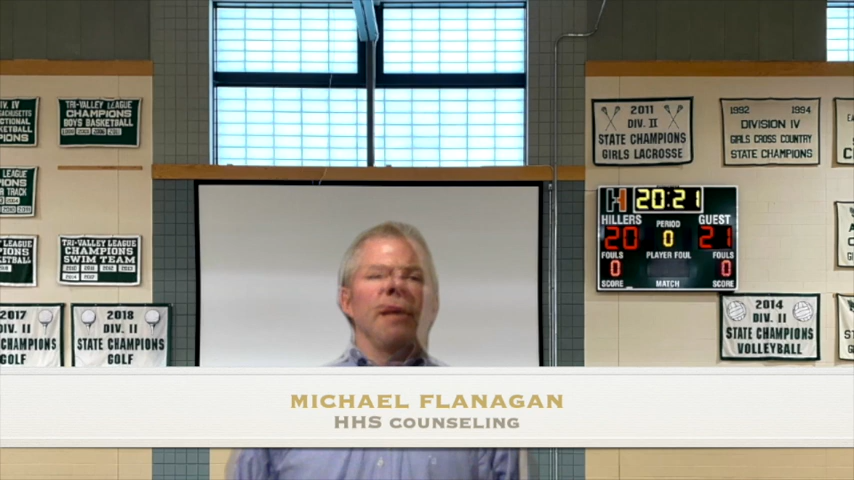 TRI-VALLEY LEAGUE
CHAMPIONS
BOYS BASKETBALL
TRI-VALLEY LEAGUE
CHAMPIONS
SWIM TEAM
2017
DIV. II
STATE CHAMPIONS
GOLF
2018
DIV. II
STATE CHAMPIONS
GOLF
2011
DIV. II
STATE CHAMPIONS
GIRLS LACROSSE
1992 1994
DIVISION IV
GIRLS CROSS COUNTRY
STATE CHAMPIONS
H 20:21
HILLERS PERIOD GUEST
20 0 21
FOULS PLAYER FOUL FOULS
0 0
SCORE MATCH SCORE
2014
DIV. II
STATE CHAMPIONS
VOLLEYBALL
MICHAEL FLANAGAN
HHS COUNSELING